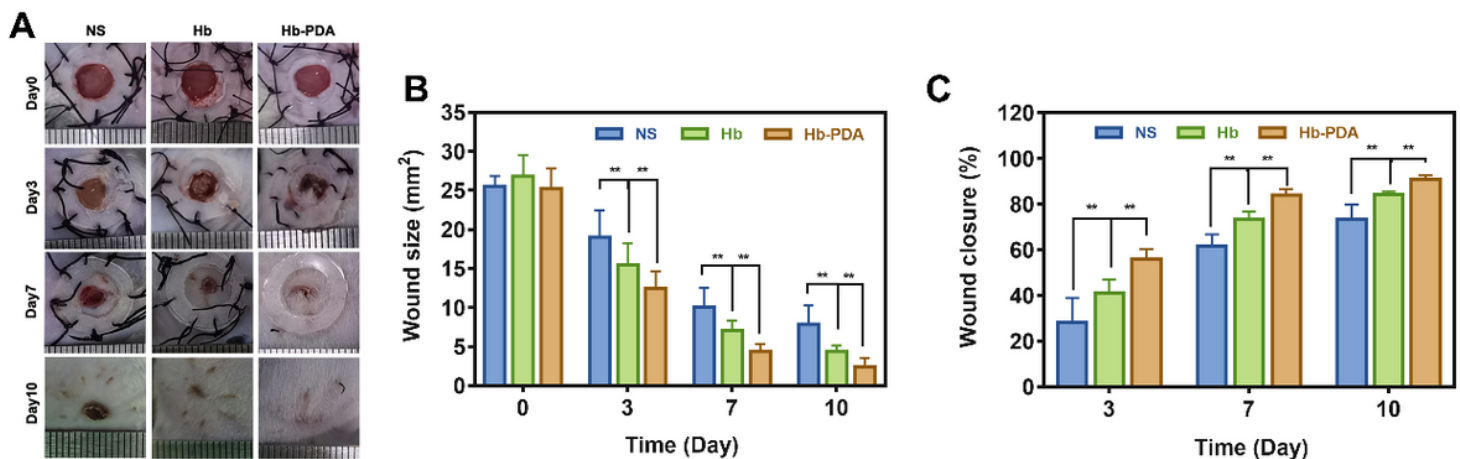 A
NS Hb Hb-PDA
Day0
Day3
Day7
Day10
B
Wound size (mm²)
35
30
25
20
15
10
5
0
NS Hb Hb-PDA
** **
** **
** **
0 3 7 10
Time (Day)
C
Wound closure (%)
120
100
80
60
40
20
0
NS Hb Hb-PDA
** **
** **
** **
3 7 10
Time (Day)